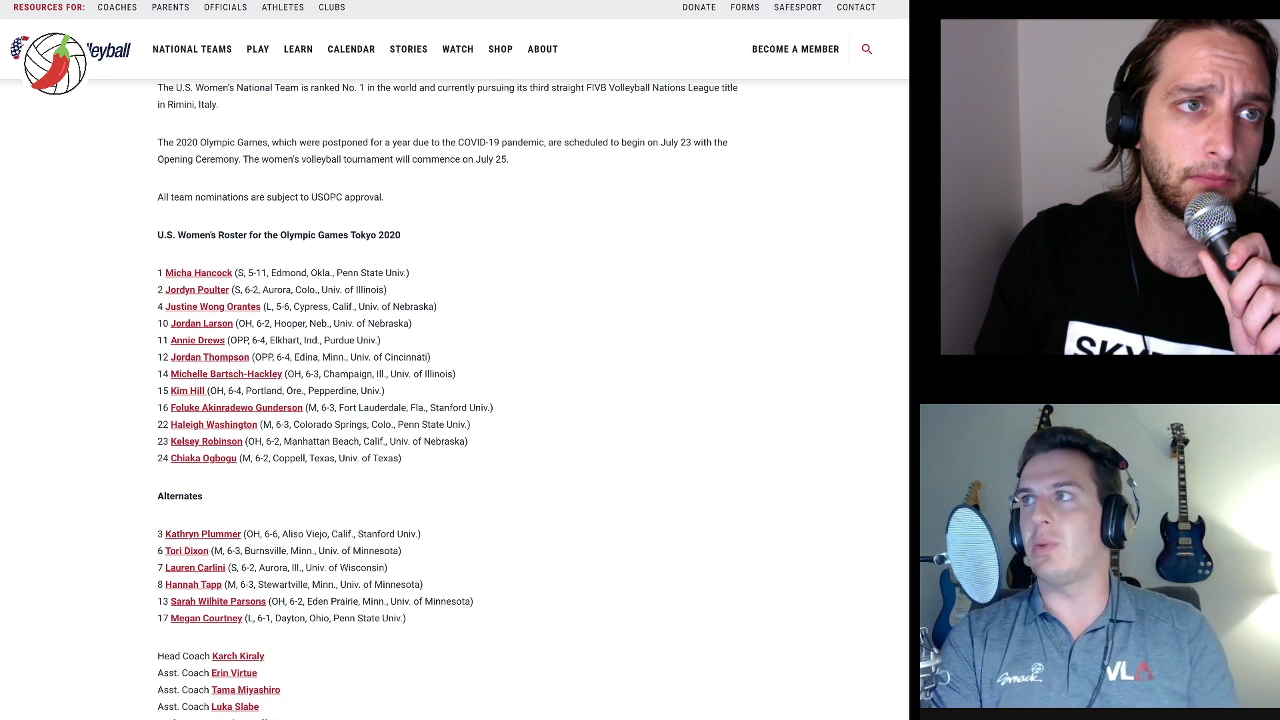 RESOURCES FOR: COACHES PARENTS OFFICIALS ATHLETES CLUBS DONATE FORMS SAFESPORT CONTACT
NATIONAL TEAMS PLAY LEARN CALENDAR STORIES WATCH SHOP ABOUT BECOME A MEMBER
The U.S. Women's National Team is ranked No. 1 in the world and currently pursuing its third straight FIVB Volleyball Nations League title
in Rimini, Italy.
The 2020 Olympic Games, which were postponed for a year due to the COVID-19 pandemic, are scheduled to begin on July 23 with the
Opening Ceremony. The women's volleyball tournament will commence on July 25.
All team nominations are subject to USOPC approval.
U.S. Women's Roster for the Olympic Games Tokyo 2020
1 Micha Hancock (S, 5-11, Edmond, Okla., Penn State Univ.)
2 Jordyn Poulter (S, 6-2, Aurora, Colo., Univ. of Illinois)
4 Justine Wong Orantes (L, 5-6, Cypress, Calif., Univ. of Nebraska)
10 Jordan Larson (OH, 6-2, Hooper, Neb., Univ. of Nebraska)
11 Annie Drews (OPP, 6-4, Elkhart, Ind., Purdue Univ.)
12 Jordan Thompson (OPP, 6-4, Edina, Minn., Univ. of Cincinnati)
14 Michelle Bartsch-Hackley (OH, 6-3, Champaign, Ill., Univ. of Illinois)
15 Kim Hill (OH, 6-4, Portland, Ore., Pepperdine, Univ.)
16 Foluke Akinradewo Gunderson (M, 6-3, Fort Lauderdale, Fla., Stanford Univ.)
22 Haleigh Washington (M, 6-3, Colorado Springs, Colo., Penn State Univ.)
23 Kelsey Robinson (OH, 6-2, Manhattan Beach, Calif., Univ. of Nebraska)
24 Chiaka Ogbogu (M, 6-2, Coppell, Texas, Univ. of Texas)
Alternates
3 Kathryn Plummer (OH, 6-6, Aliso Viejo, Calif., Stanford Univ.)
6 Tori Dixon (M, 6-3, Burnsville, Minn., Univ. of Minnesota)
7 Lauren Carlini (S, 6-2, Aurora, Ill., Univ. of Wisconsin)
8 Hannah Tapp (M, 6-3, Stewartville, Minn., Univ. of Minnesota)
13 Sarah Wilhite Parsons (OH, 6-2, Eden Prairie, Minn., Univ. of Minnesota)
17 Megan Courtney (L, 6-1, Dayton, Ohio, Penn State Univ.)
Head Coach Karch Kiraly
Asst. Coach Erin Virtue
Asst. Coach Tama Miyashiro
Asst. Coach Luka Slabe
Smack VLA